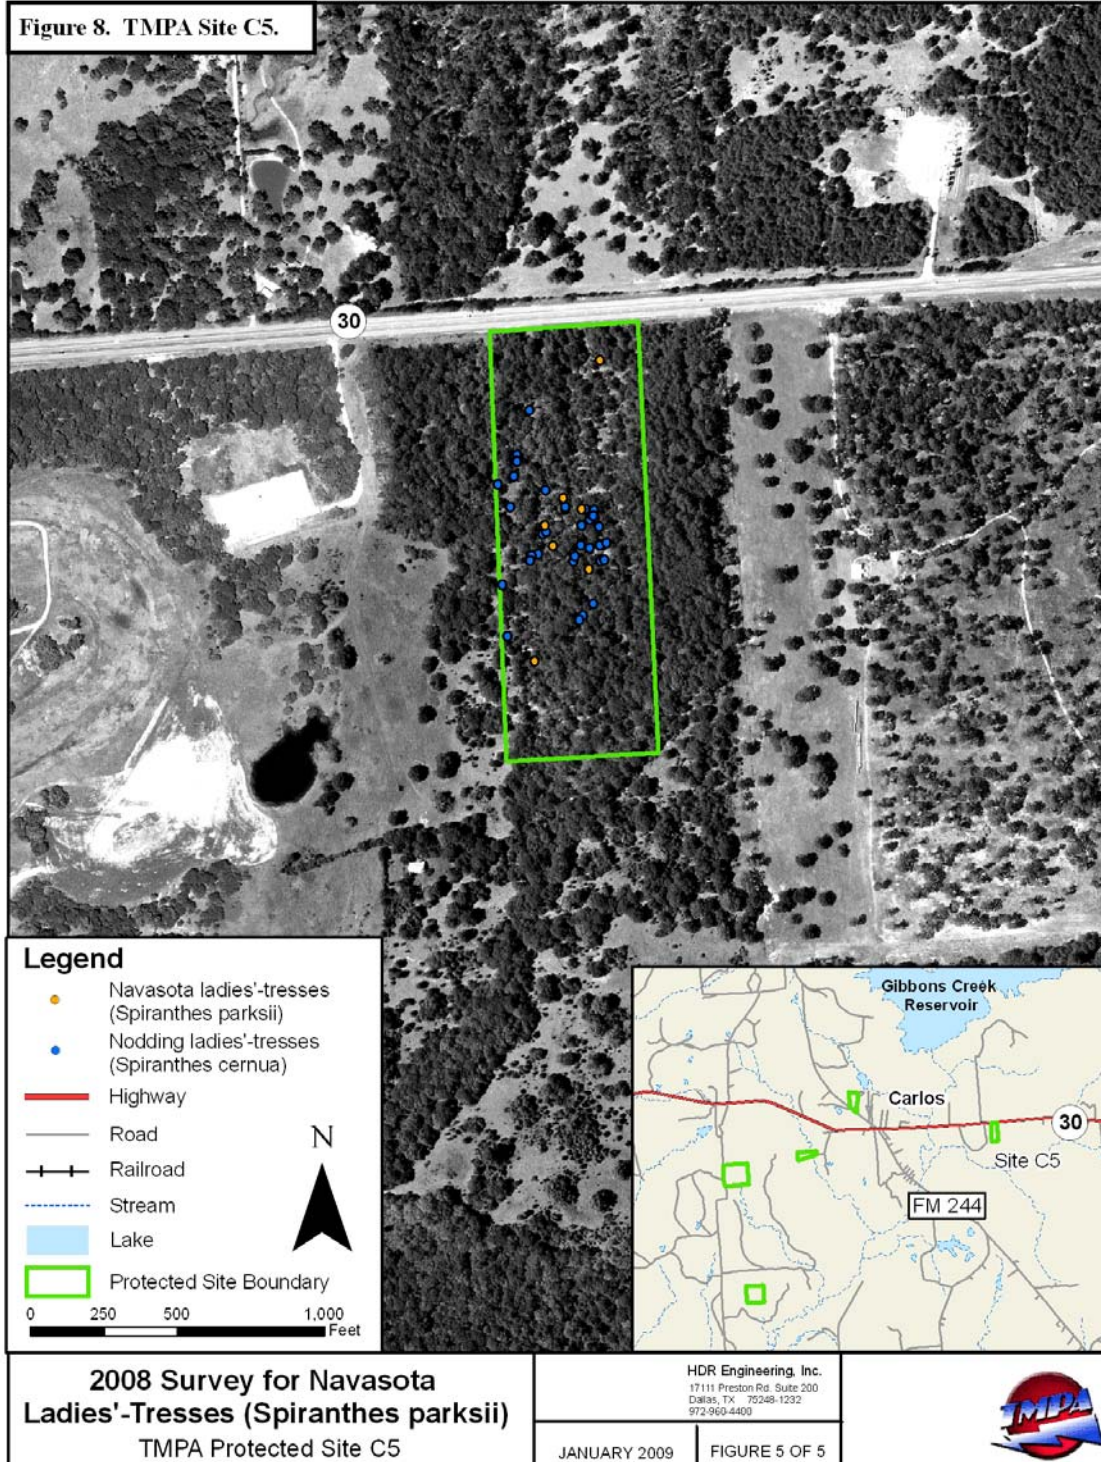 Figure 8.  TMPA Site C5.
30
Legend
Navasota ladies'-tresses
(Spiranthes parksii)
Nodding ladies'-tresses
(Spiranthes cernua)
Highway
Road
Railroad
Stream
Lake
Protected Site Boundary
N
0 250 500 1,000
Feet
Gibbons Creek
Reservoir
Carlos
30
Site C5
FM 244
2008 Survey for Navasota
Ladies'-Tresses (Spiranthes parksii)
TMPA Protected Site C5
HDR Engineering, Inc.
17111 Preston Rd. Suite 200
Dallas, TX 75248-1232
972-960-4400
JANUARY 2009
FIGURE 5 OF 5
TMPA